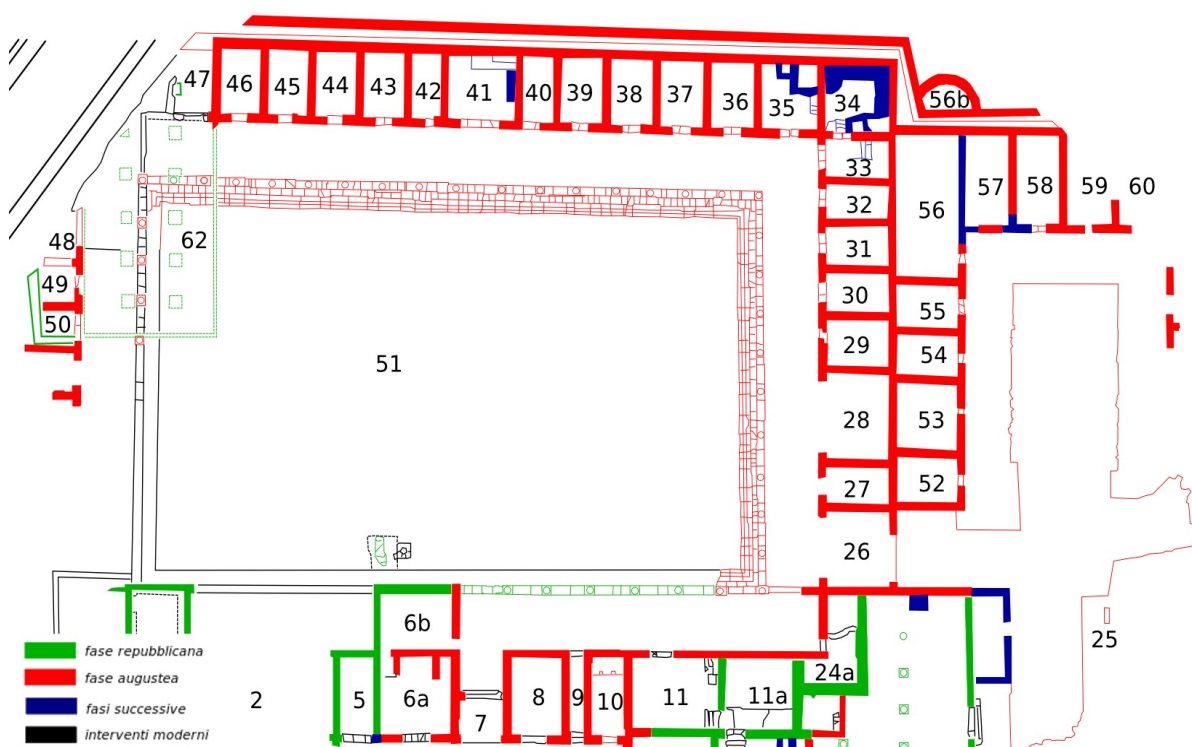 47 46 45 44 43 42 41 40 39 38 37 36 35 34 56b
33 57 58 59 60
32
48 62 31 56
49 30
50 29 55
51 54
28 53
27 52
26
6b
25
24a
2 5 6a 7 8 9 10 11 11a
fase repubblicana
fase augustea
fasi successive
interventi moderni